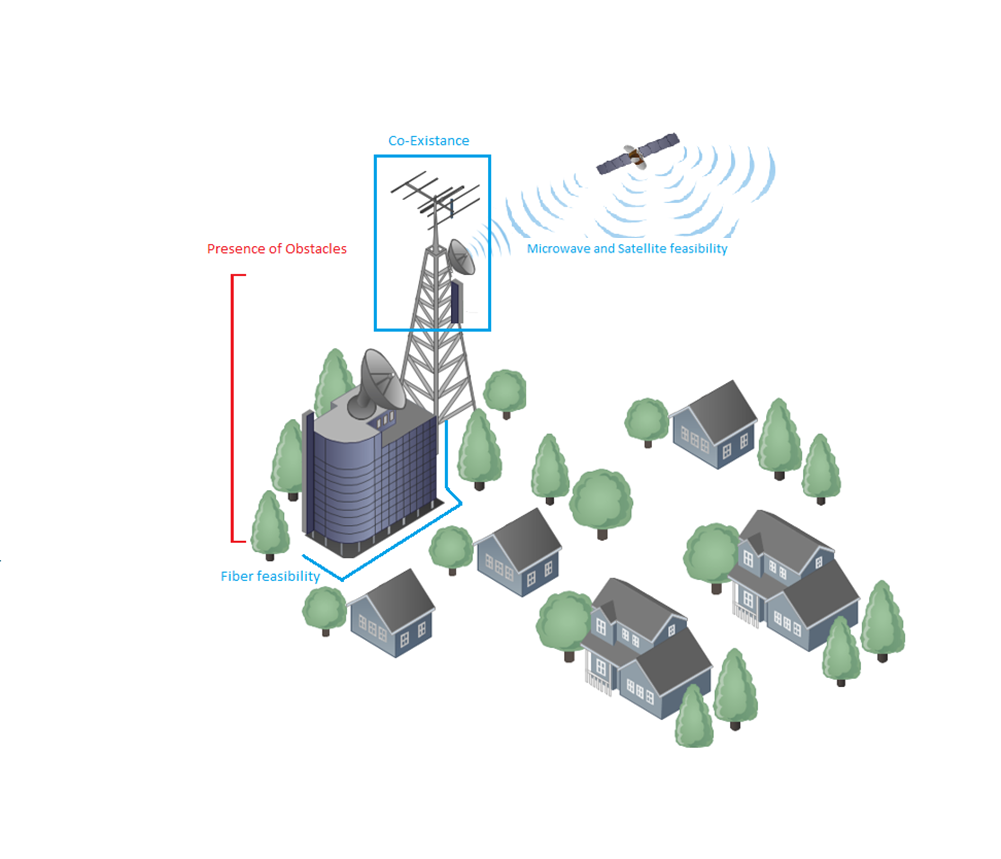 Co-Existance
Presence of Obstacles
Microwave and Satellite feasibility
Fiber feasibility